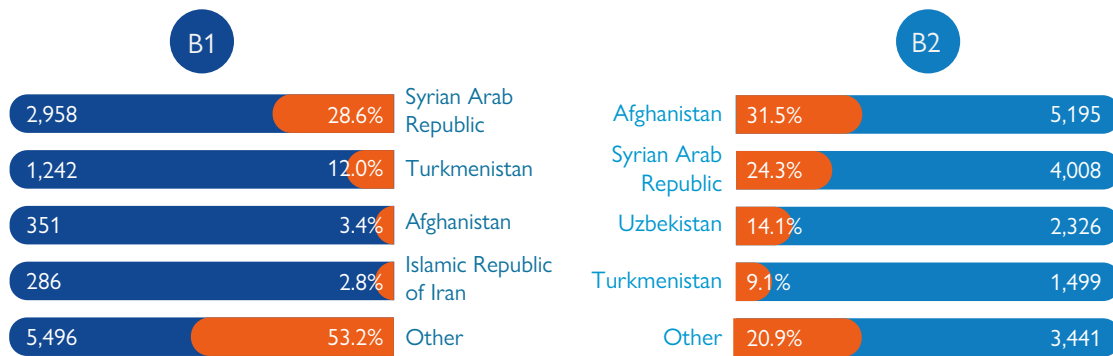 B1
2,958 28.6% Syrian Arab
Republic
1,242 12.0% Turkmenistan
351 3.4% Afghanistan
286 2.8% Islamic Republic
of Iran
5,496 53.2% Other
B2
Afghanistan 31.5% 5,195
Syrian Arab
Republic 24.3% 4,008
Uzbekistan 14.1% 2,326
Turkmenistan 9.1% 1,499
Other 20.9% 3,441